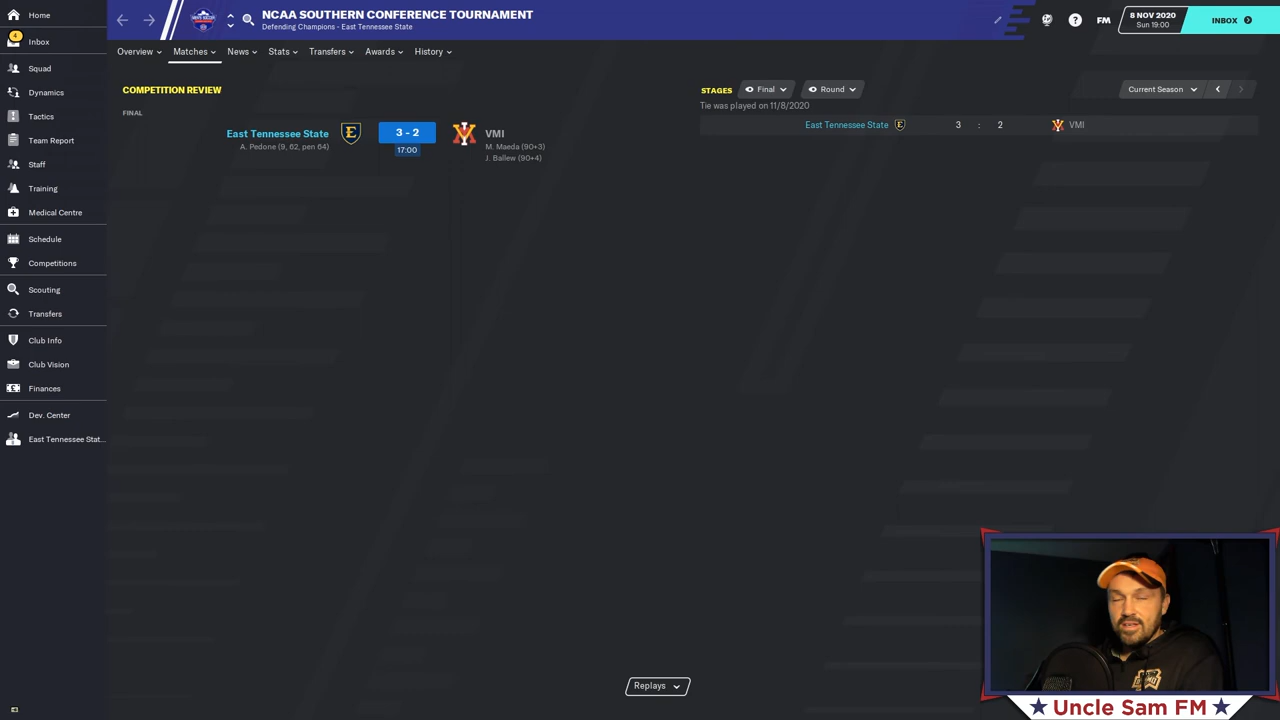 Home
4
Inbox
Squad
Dynamics
Tactics
Team Report
Staff
Training
Medical Centre
Schedule
Competitions
Scouting
Transfers
Club Info
Club Vision
Finances
Dev. Center
East Tennessee Stat...
NCAA SOUTHERN CONFERENCE TOURNAMENT
Defending Champions - East Tennessee State
FM
8 NOV 2020
Sun 19:00
INBOX
Overview
Matches
News
Stats
Transfers
Awards
History
COMPETITION REVIEW
FINAL
East Tennessee State
A. Pedone (9, 62, pen 64)
E
3 - 2
17:00
VMI
M. Maeda (90+3)
J. Ballew (90+4)
STAGES
Final
Round
Current Season
Tie was played on 11/8/2020
East Tennessee State 3 : 2 VMI
Replays
Uncle Sam FM